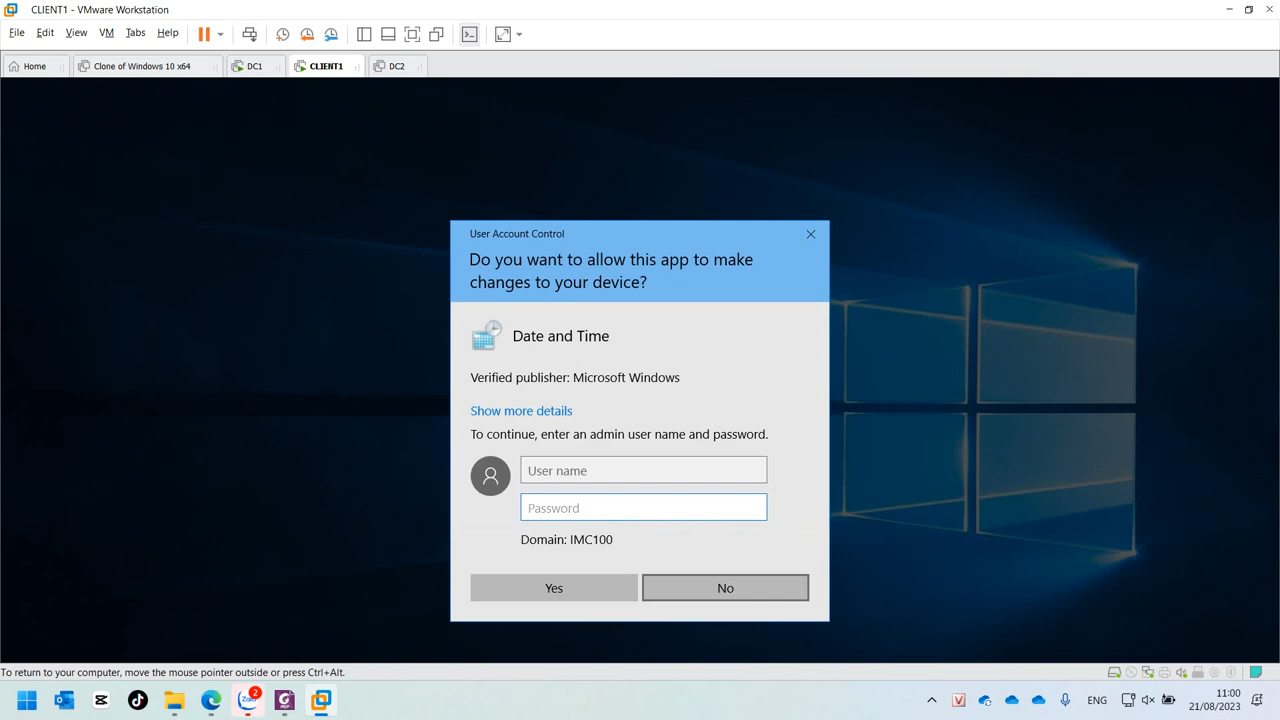 CLIENT1 - VMware Workstation
File Edit View VM Tabs Help
Home Clone of Windows 10 x64 DC1 CLIENT1 DC2
User Account Control
Do you want to allow this app to make
changes to your device?
Date and Time
Verified publisher: Microsoft Windows
Show more details
To continue, enter an admin user name and password.
User name
Password
Domain: IMC100
Yes No
To return to your computer, move the mouse pointer outside or press Ctrl+Alt.
Zalo 2 PDF V ENG 11:00
21/08/2023